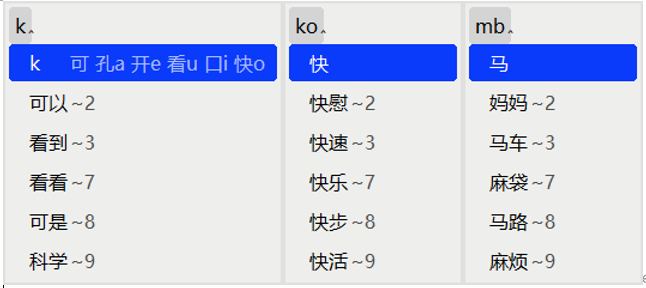 k
k 可 孔a 开e 看u 口i 快o
可以~2
看到~3
看看~7
可是~8
科学~9
ko
快
快慰~2
快速~3
快乐~7
快步~8
快活~9
mb
马
妈妈~2
马车~3
麻袋~7
马路~8
麻烦~9